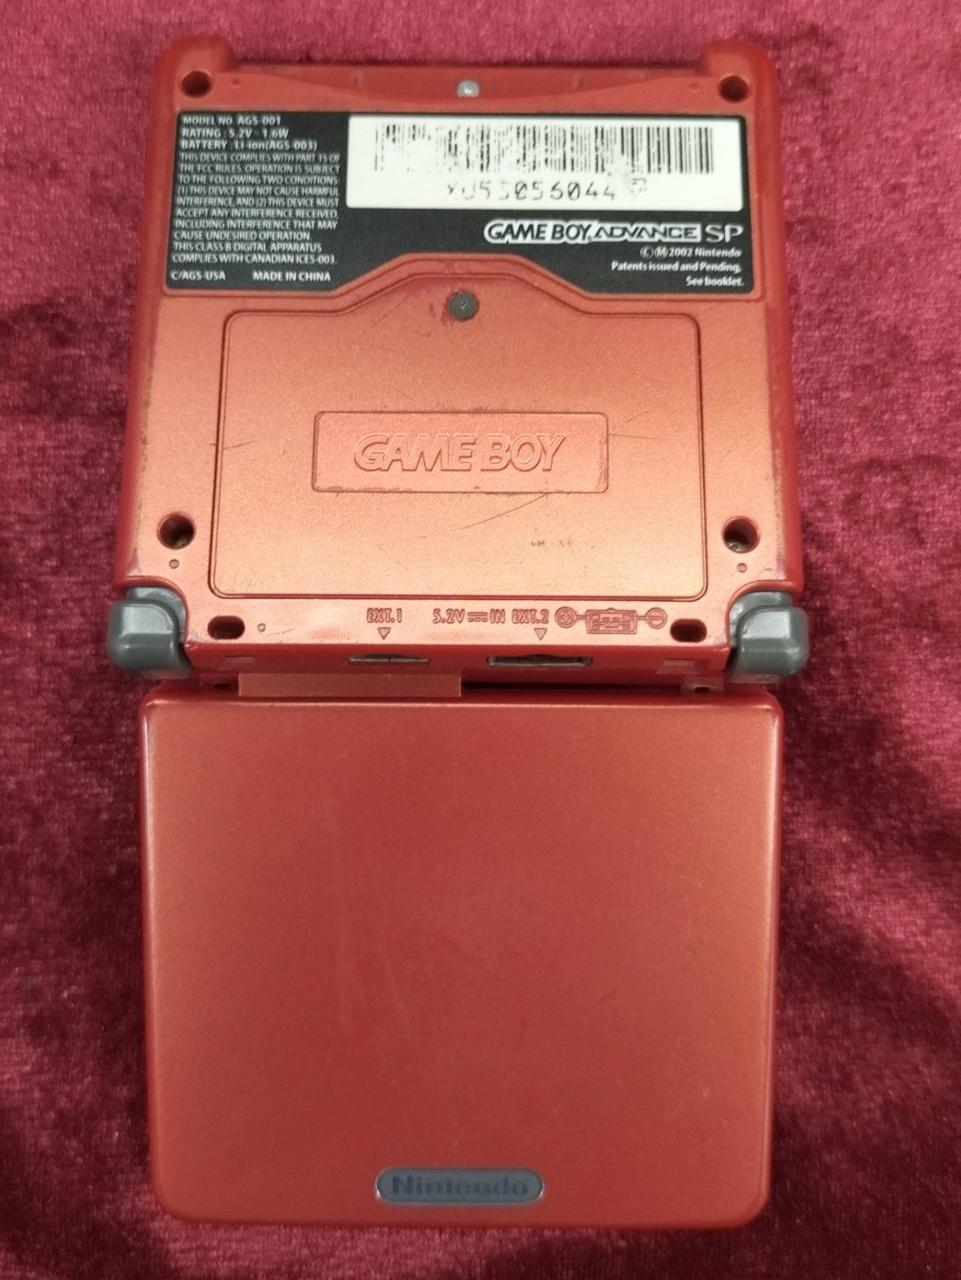 MODEL NO. AGS-001
RATING : 5.2V - 1.6W
BATTERY : Li-ion(AGS-003)
THIS DEVICE COMPLIES WITH PART 15 OF
THE FCC RULES. OPERATION IS SUBJECT
TO THE FOLLOWING TWO CONDITIONS:
(1) THIS DEVICE MAY NOT CAUSE HARMFUL
INTERFERENCE, AND (2) THIS DEVICE MUST
ACCEPT ANY INTERFERENCE RECEIVED,
INCLUDING INTERFERENCE THAT MAY
CAUSE UNDESIRED OPERATION.
THIS CLASS B DIGITAL APPARATUS
COMPLIES WITH CANADIAN ICES-003.
C/AGS-USA MADE IN CHINA
GAME BOY ADVANCE SP
©Ⓜ2002 Nintendo
Patents issued and Pending,
See booklet.
GAME BOY
EXT.1 5.2V⎓IN EXT.2
Nintendo